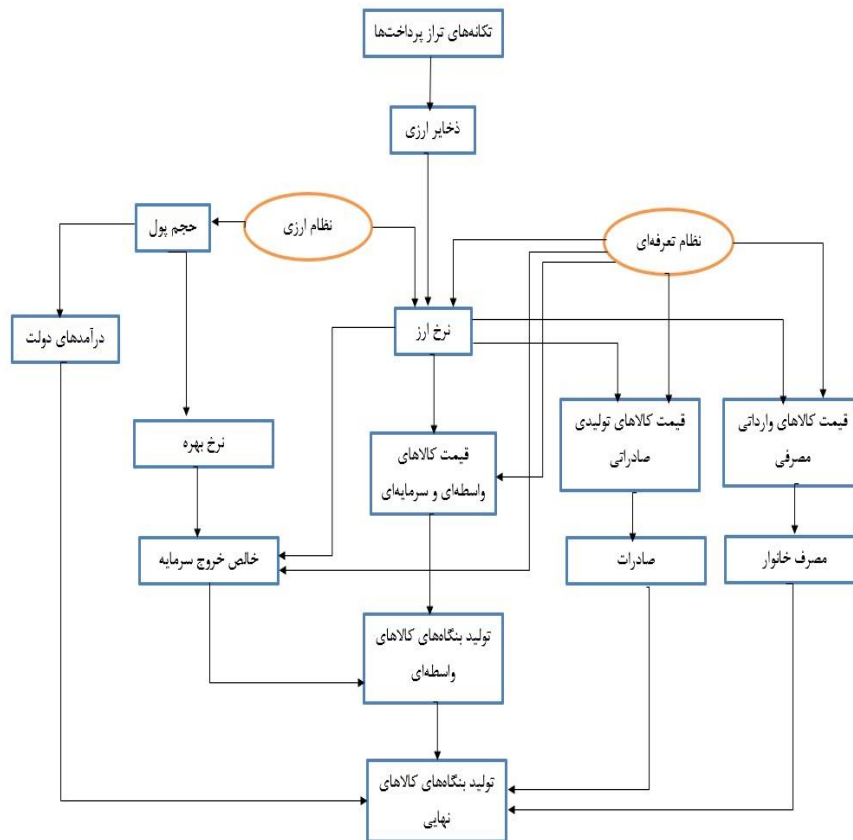 تکانه‌های تراز پرداخت‌ها
ذخایر ارزی
نظام تعرفه‌ای
نظام ارزی
حجم پول
نرخ ارز
درآمدهای دولت
قیمت کالاهای وارداتی
مصرفی
قیمت کالاهای تولیدی
صادراتی
قیمت کالاهای
واسطه‌ای و سرمایه‌ای
نرخ بهره
مصرف خانوار
صادرات
خالص خروج سرمایه
تولید بنگاه‌های کالاهای
واسطه‌ای
تولید بنگاه‌های کالاهای
نهایی